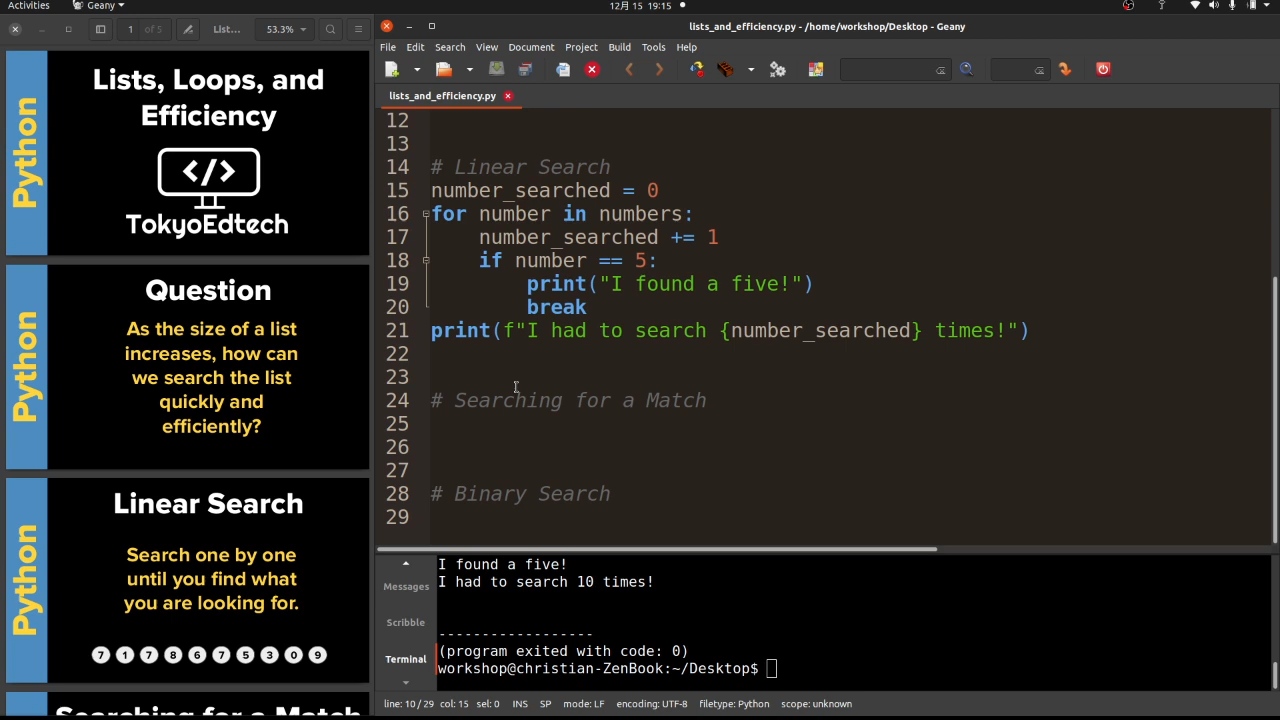 Activities
Geany
12月 15 19:15
1
of 5
List...
53.3%
Python
Lists, Loops, and
Efficiency
</>
TokyoEdtech
Python
Question
As the size of a list
increases, how can
we search the list
quickly and
efficiently?
Python
Linear Search
Search one by one
until you find what
you are looking for.
7 1 7 8 6 7 5 3 0 9
Searching for a Match
lists_and_efficiency.py - /home/workshop/Desktop - Geany
File Edit Search View Document Project Build Tools Help
lists_and_efficiency.py
12
13
14 # Linear Search
15 number_searched = 0
16 for number in numbers:
17 number_searched += 1
18 if number == 5:
19 print("I found a five!")
20 break
21 print(f"I had to search {number_searched} times!")
22
23
24 # Searching for a Match
25
26
27
28 # Binary Search
29
Messages
Scribble
Terminal
I found a five!
I had to search 10 times!
------------------
(program exited with code: 0)
workshop@christian-ZenBook:~/Desktop$
line: 10 / 29 col: 15 sel: 0 INS SP mode: LF encoding: UTF-8 filetype: Python scope: unknown